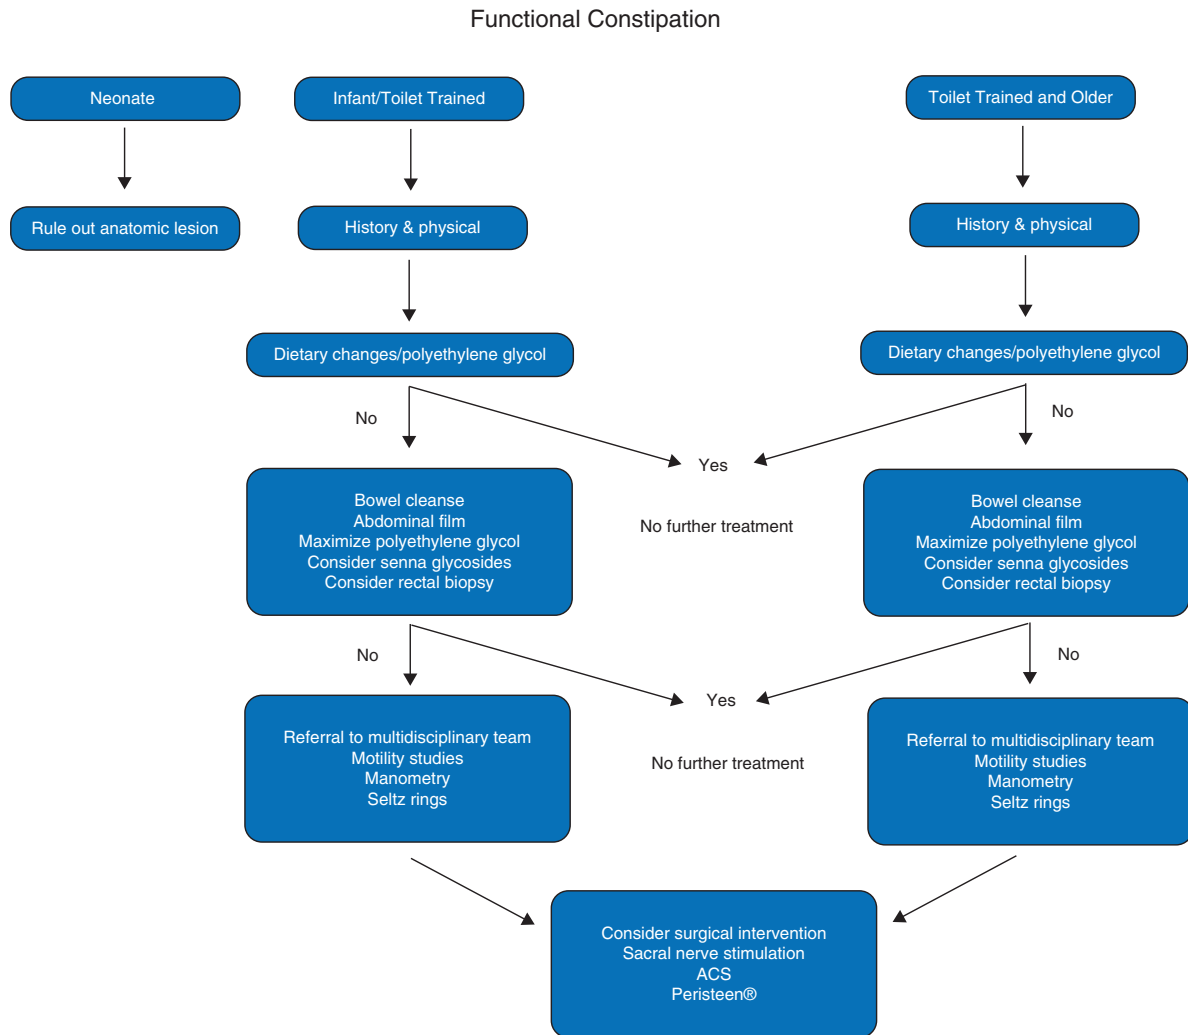 Functional Constipation
Neonate
Infant/Toilet Trained
Toilet Trained and Older
Rule out anatomic lesion
History & physical
History & physical
Dietary changes/polyethylene glycol
Dietary changes/polyethylene glycol
No
No
Yes
No further treatment
Bowel cleanse
Abdominal film
Maximize polyethylene glycol
Consider senna glycosides
Consider rectal biopsy
Bowel cleanse
Abdominal film
Maximize polyethylene glycol
Consider senna glycosides
Consider rectal biopsy
No
No
Yes
No further treatment
Referral to multidisciplinary team
Motility studies
Manometry
Seltz rings
Referral to multidisciplinary team
Motility studies
Manometry
Seltz rings
Consider surgical intervention
Sacral nerve stimulation
ACS
Peristeen®